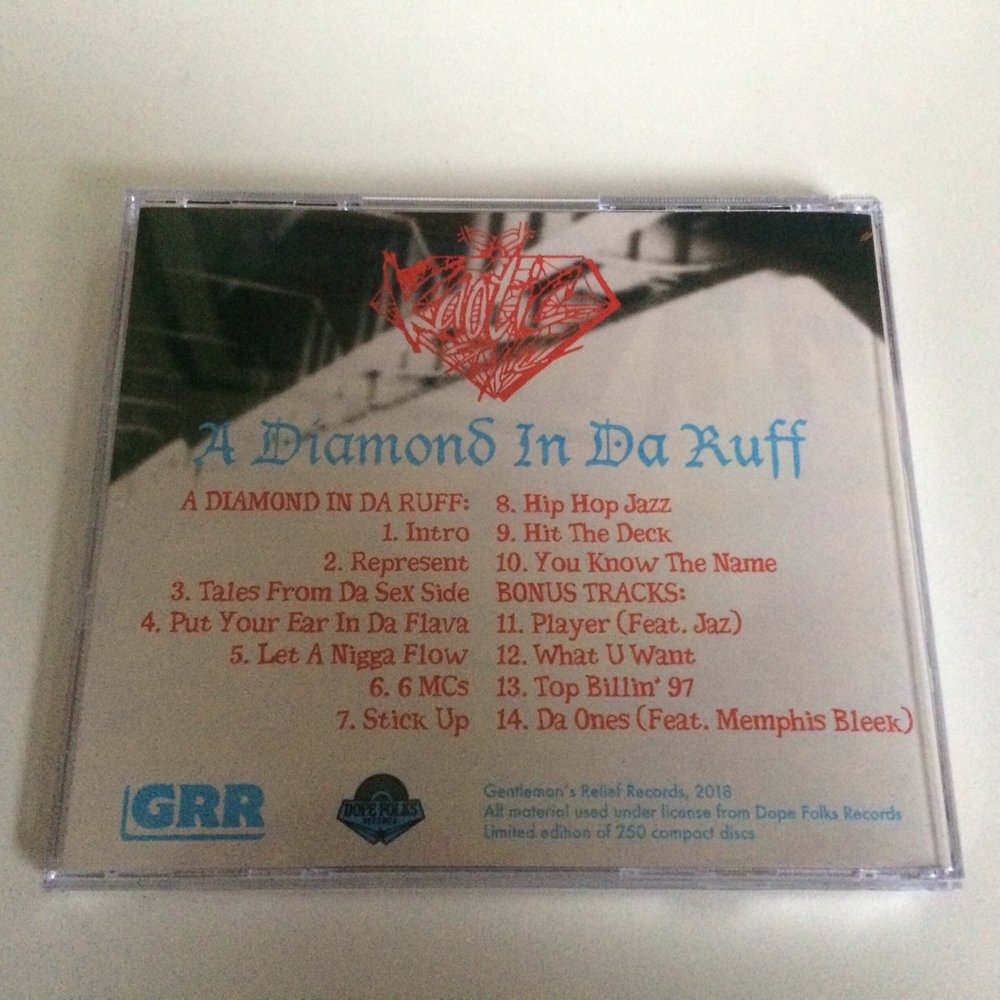 Kaotic
A Diamond In Da Ruff
A DIAMOND IN DA RUFF:
1. Intro
2. Represent
3. Tales From Da Sex Side
4. Put Your Ear In Da Flava
5. Let A Nigga Flow
6. 6 MCs
7. Stick Up
8. Hip Hop Jazz
9. Hit The Deck
10. You Know The Name
BONUS TRACKS:
11. Player (Feat. Jaz)
12. What U Want
13. Top Billin' 97
14. Da Ones (Feat. Memphis Bleek)
GRR
DOPE FOLKS
RECORDS
Gentleman's Relief Records, 2018
All material used under license from Dope Folks Records
Limited edition of 250 compact discs